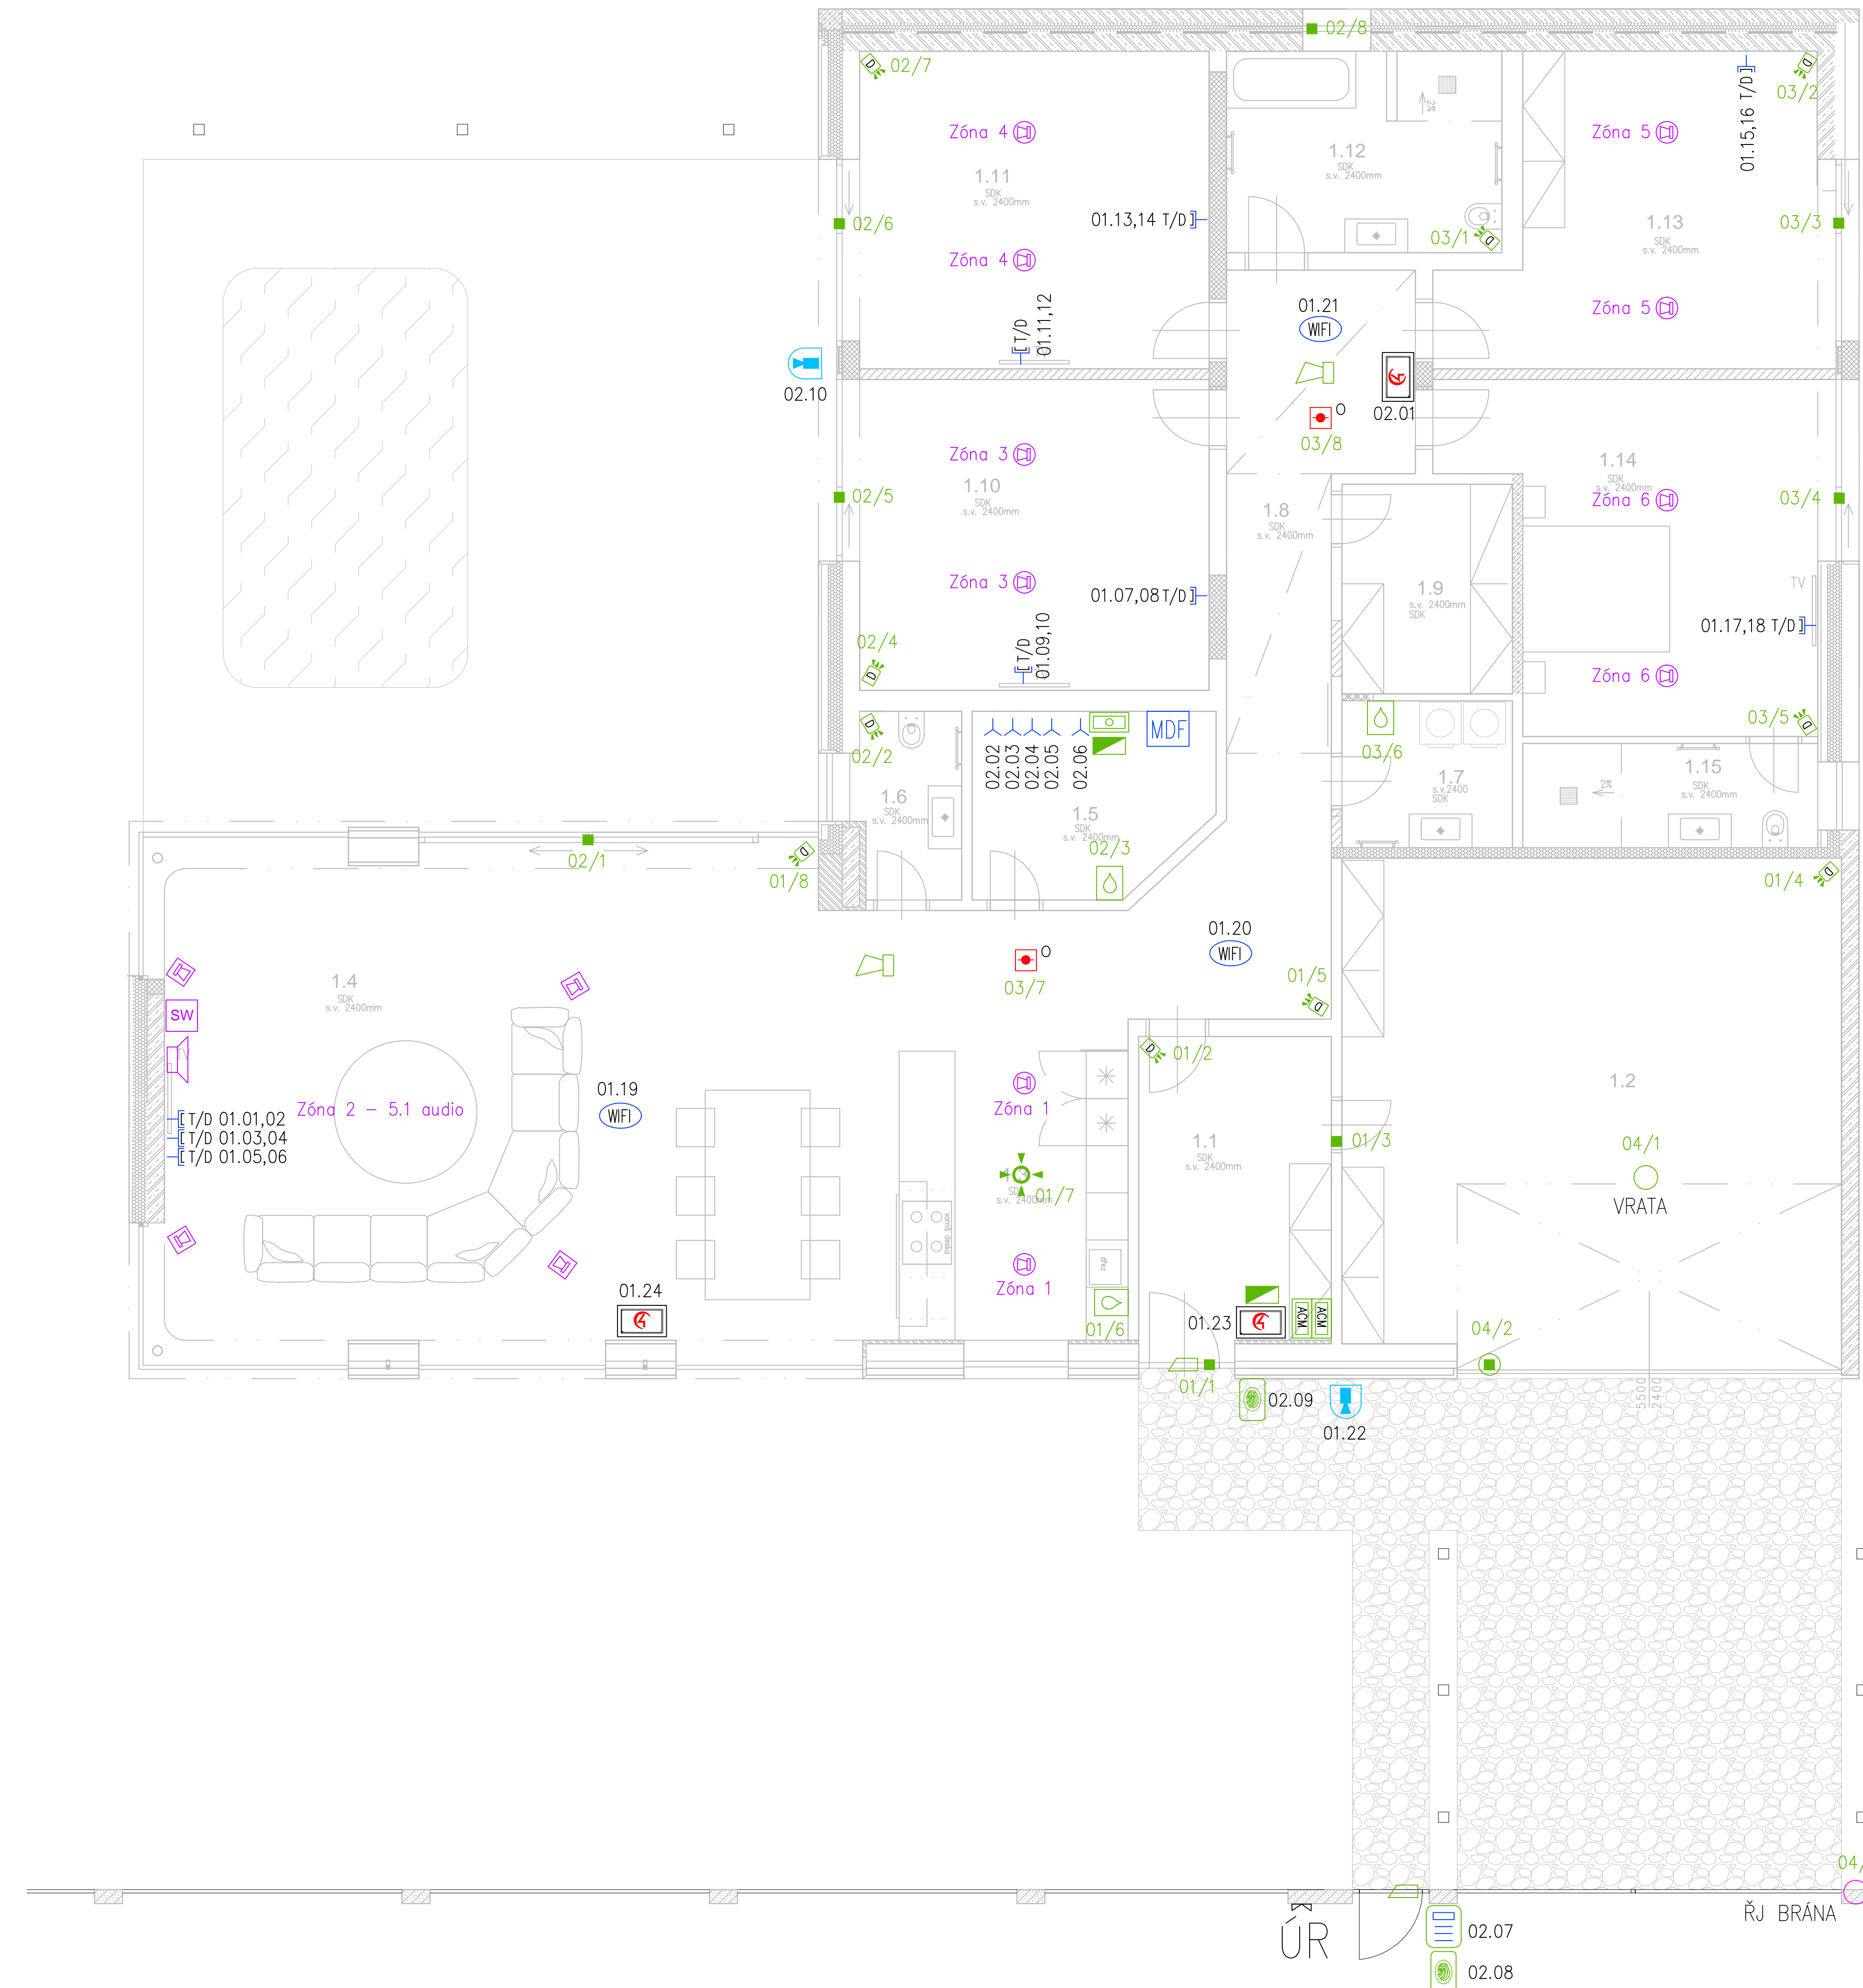 02/8
D 02/7
D
03/2
01.15,16 T/D
Zóna 4
Zóna 5
2%
1.12
SDK
s.v. 2400mm
1.11
SDK
s.v. 2400mm
01.13,14 T/D
02/6
1.13
SDK
s.v. 2400mm
03/3
03/1 D
Zóna 4
Zóna 5
T/D
01.11,12
01.21
WIFI
02.10
02.01
O
03/8
Zóna 3
1.10
SDK
s.v. 2400mm
02/5
1.8
SDK
s.v. 2400mm
1.14
SDK
s.v. 2400mm
Zóna 6
03/4
Zóna 3
01.07,08 T/D
1.9
s.v. 2400mm
SDK
TV
01.17,18 T/D
02/4
D
T/D
01.09,10
Zóna 6
D
02/2
02.02
02.03
02.04
02.05
02.06
MDF
03/6
03/5
D
1.6
SDK
s.v. 2400mm
1.5
SDK
s.v. 2400mm
1.7
s.v.2400
SDK
2%
1.15
SDK
s.v. 2400mm
02/1
D
01/8
02/3
D
01/4
01.20
WIFI
O
03/7
1.4
SDK
s.v. 2400mm
01/5
D
SW
D 01/2
1.2
01.19
WIFI
Zóna 2 - 5.1 audio
T/D 01.01,02
T/D 01.03,04
T/D 01.05,06
Zóna 1
1.1
SDK
s.v. 2400mm
01/3
04/1
VRATA
01/7
s.v. 2400mm
varná deska
dřez
Zóna 1
01.24
01/6
01.23
ACM
ACM
04/2
01/1
02.09
01.22
5500
2400
04/
ŘJ BRÁNA
ÚR
02.07
02.08